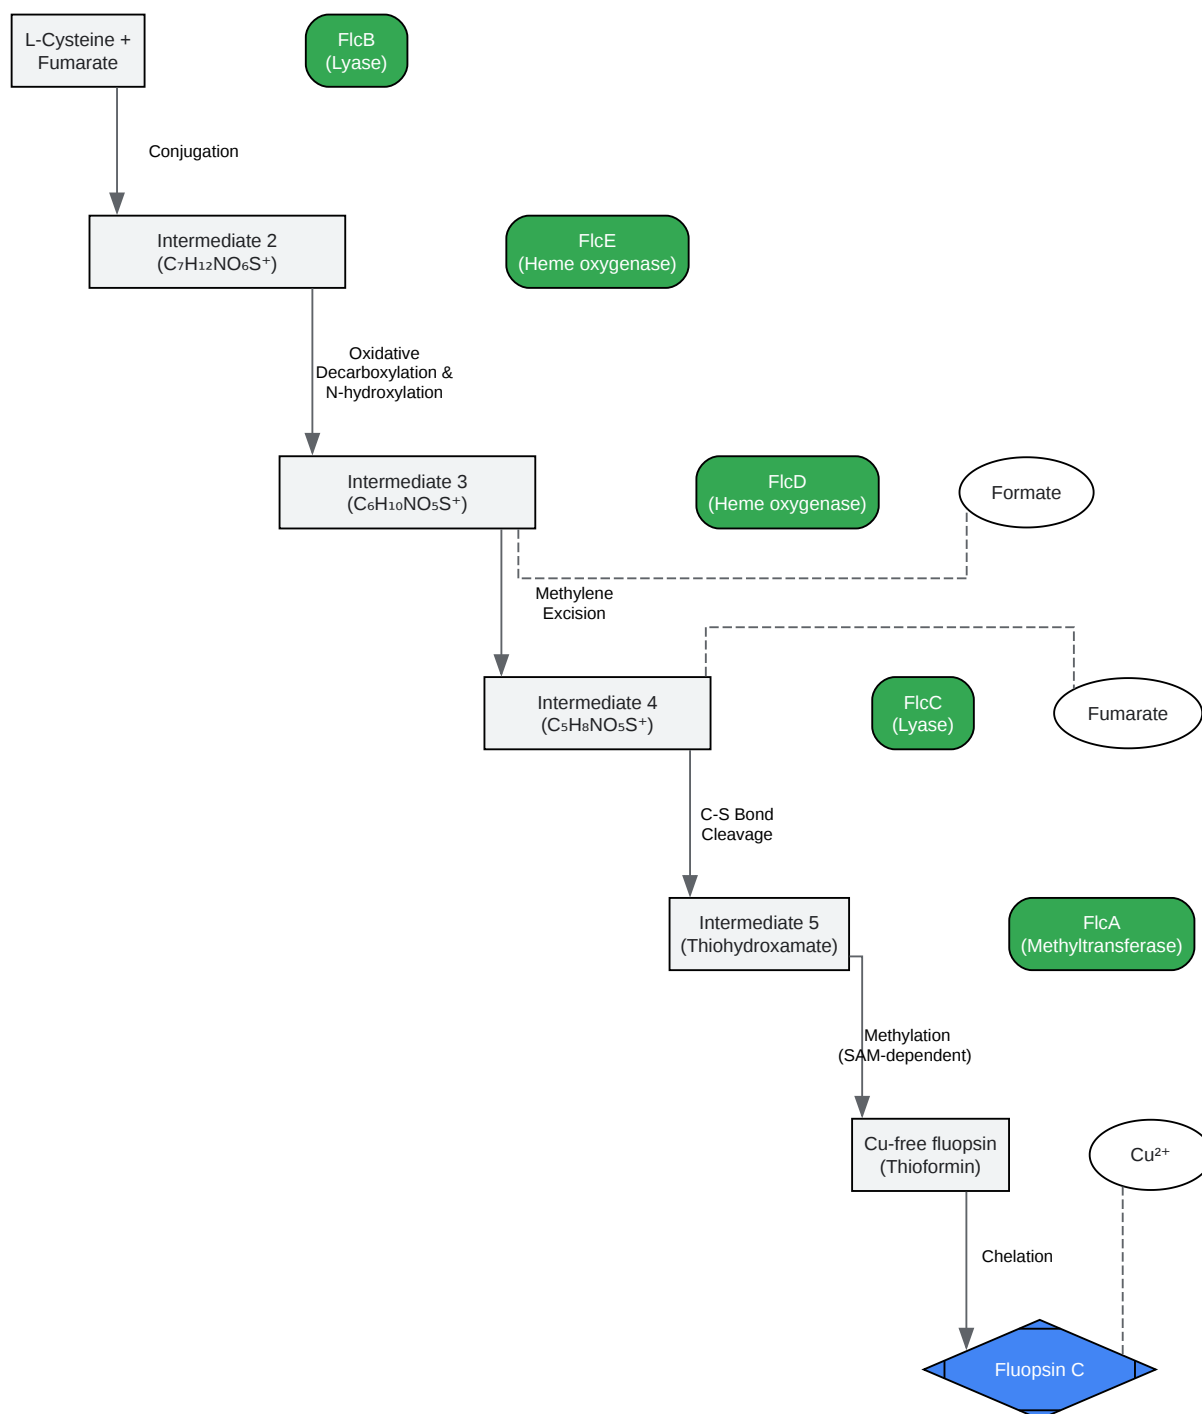 L-Cysteine +
Fumarate
FlcB
(Lyase)
Conjugation
Intermediate 2
(C₇H₁₂NO₆S⁺)
FlcE
(Heme oxygenase)
Oxidative
Decarboxylation &
N-hydroxylation
Intermediate 3
(C₆H₁₀NO₅S⁺)
FlcD
(Heme oxygenase)
Formate
Methylene
Excision
Intermediate 4
(C₅H₈NO₅S⁺)
FlcC
(Lyase)
Fumarate
C-S Bond
Cleavage
Intermediate 5
(Thiohydroxamate)
FlcA
(Methyltransferase)
Methylation
(SAM-dependent)
Cu-free fluopsin
(Thioformin)
Cu²⁺
Chelation
Fluopsin C